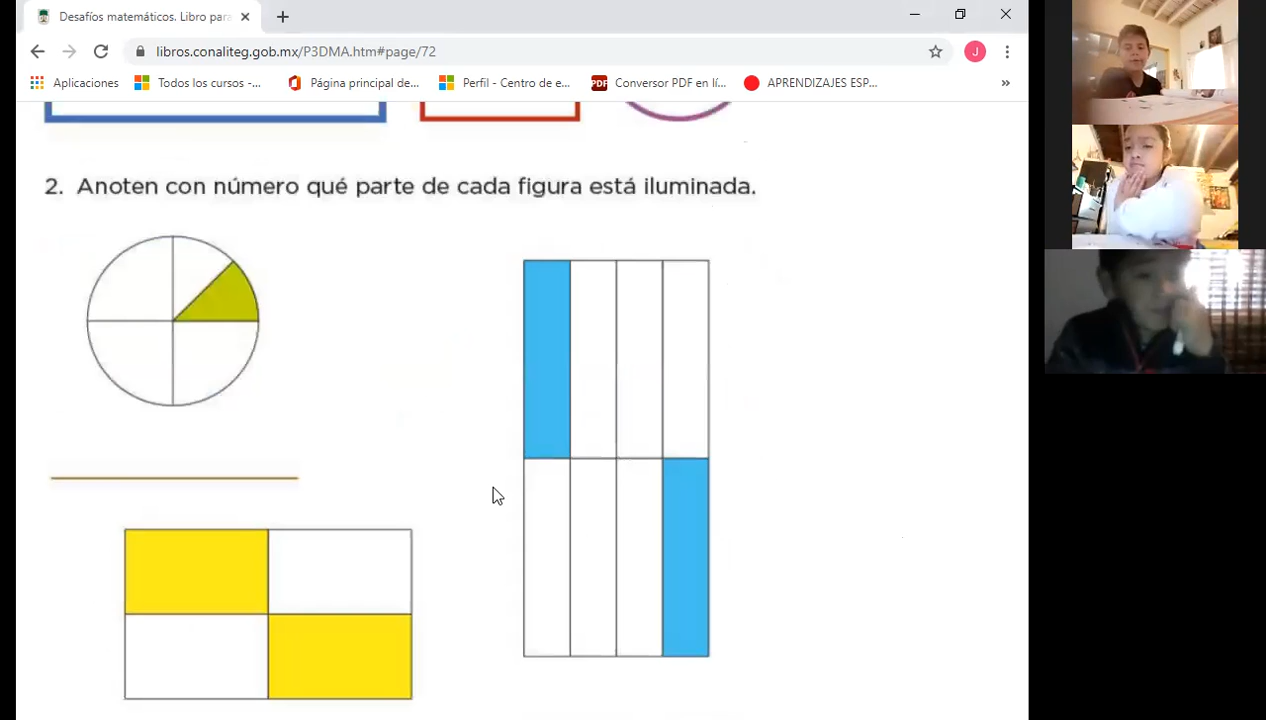 Desafíos matemáticos. Libro para
libros.conaliteg.gob.mx/P3DMA.htm#page/72
J
Aplicaciones
Todos los cursos -...
Página principal de...
Perfil - Centro de e...
PDF
Conversor PDF en lí...
APRENDIZAJES ESP...
»
2. Anoten con número qué parte de cada figura está iluminada.